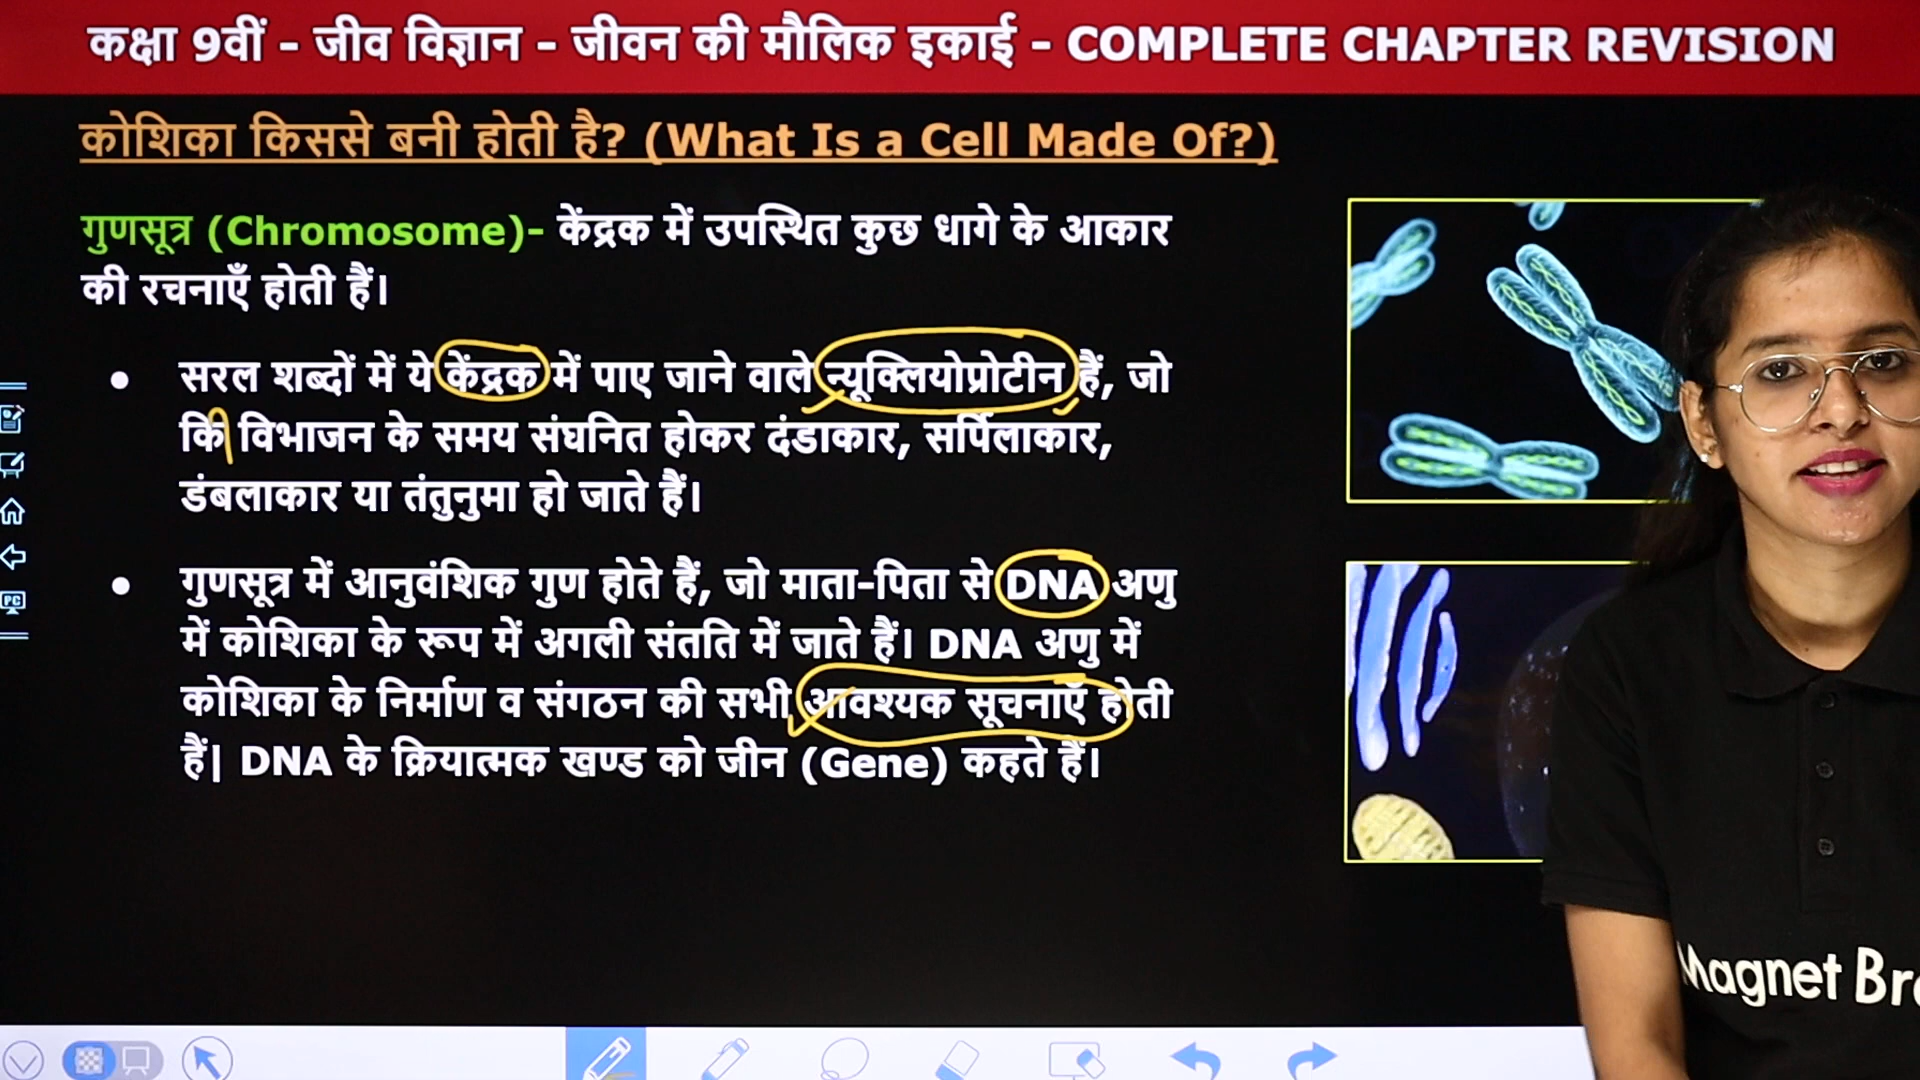 कक्षा 9वीं - जीव विज्ञान - जीवन की मौलिक इकाई - COMPLETE CHAPTER REVISION
कोशिका किससे बनी होती है? (What Is a Cell Made Of?)
गुणसूत्र (Chromosome)- केंद्रक में उपस्थित कुछ धागे के आकार
की रचनाएँ होती हैं।
• सरल शब्दों में ये केंद्रक में पाए जाने वाले न्यूक्लियोप्रोटीन हैं, जो
कि विभाजन के समय संघनित होकर दंडाकार, सर्पिलाकार,
डंबलाकार या तंतुनुमा हो जाते हैं।
• गुणसूत्र में आनुवंशिक गुण होते हैं, जो माता-पिता से DNA अणु
में कोशिका के रूप में अगली संतति में जाते हैं। DNA अणु में
कोशिका के निर्माण व संगठन की सभी आवश्यक सूचनाएँ होती
हैं| DNA के क्रियात्मक खण्ड को जीन (Gene) कहते हैं।
PC
Magnet Bra